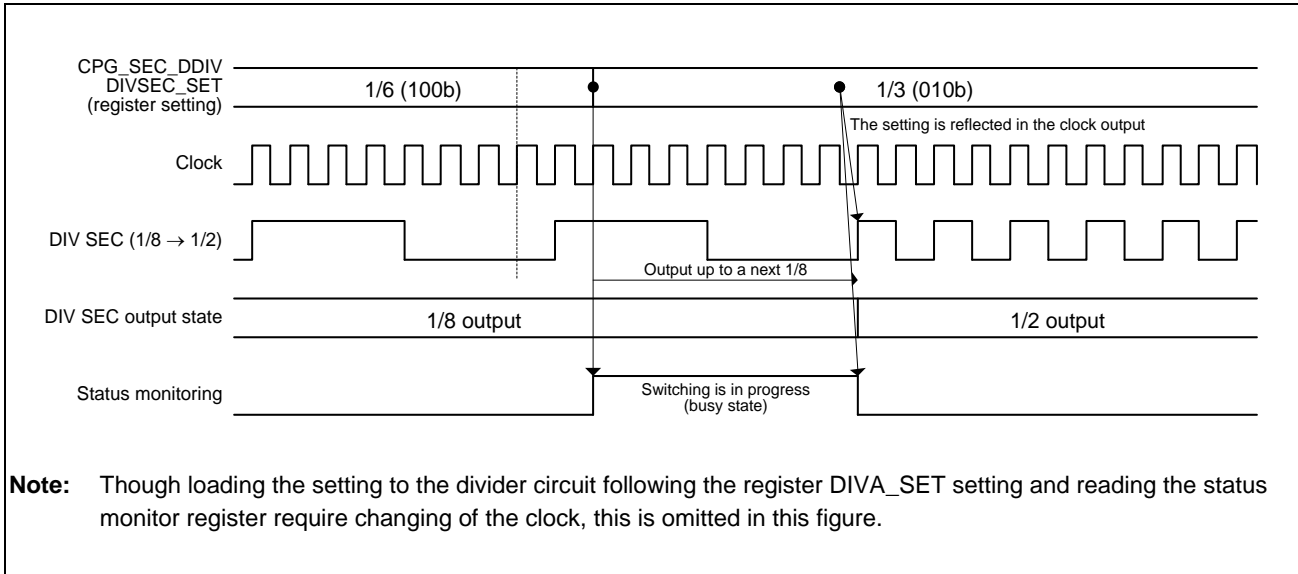 CPG_SEC_DDIV
DIVSEC_SET
(register setting)
1/6 (100b)
1/3 (010b)
The setting is reflected in the clock output
Clock
DIV SEC (1/8 → 1/2)
Output up to a next 1/8
DIV SEC output state
1/8 output
1/2 output
Status monitoring
Switching is in progress
(busy state)
Note: Though loading the setting to the divider circuit following the register DIVA_SET setting and reading the status
monitor register require changing of the clock, this is omitted in this figure.